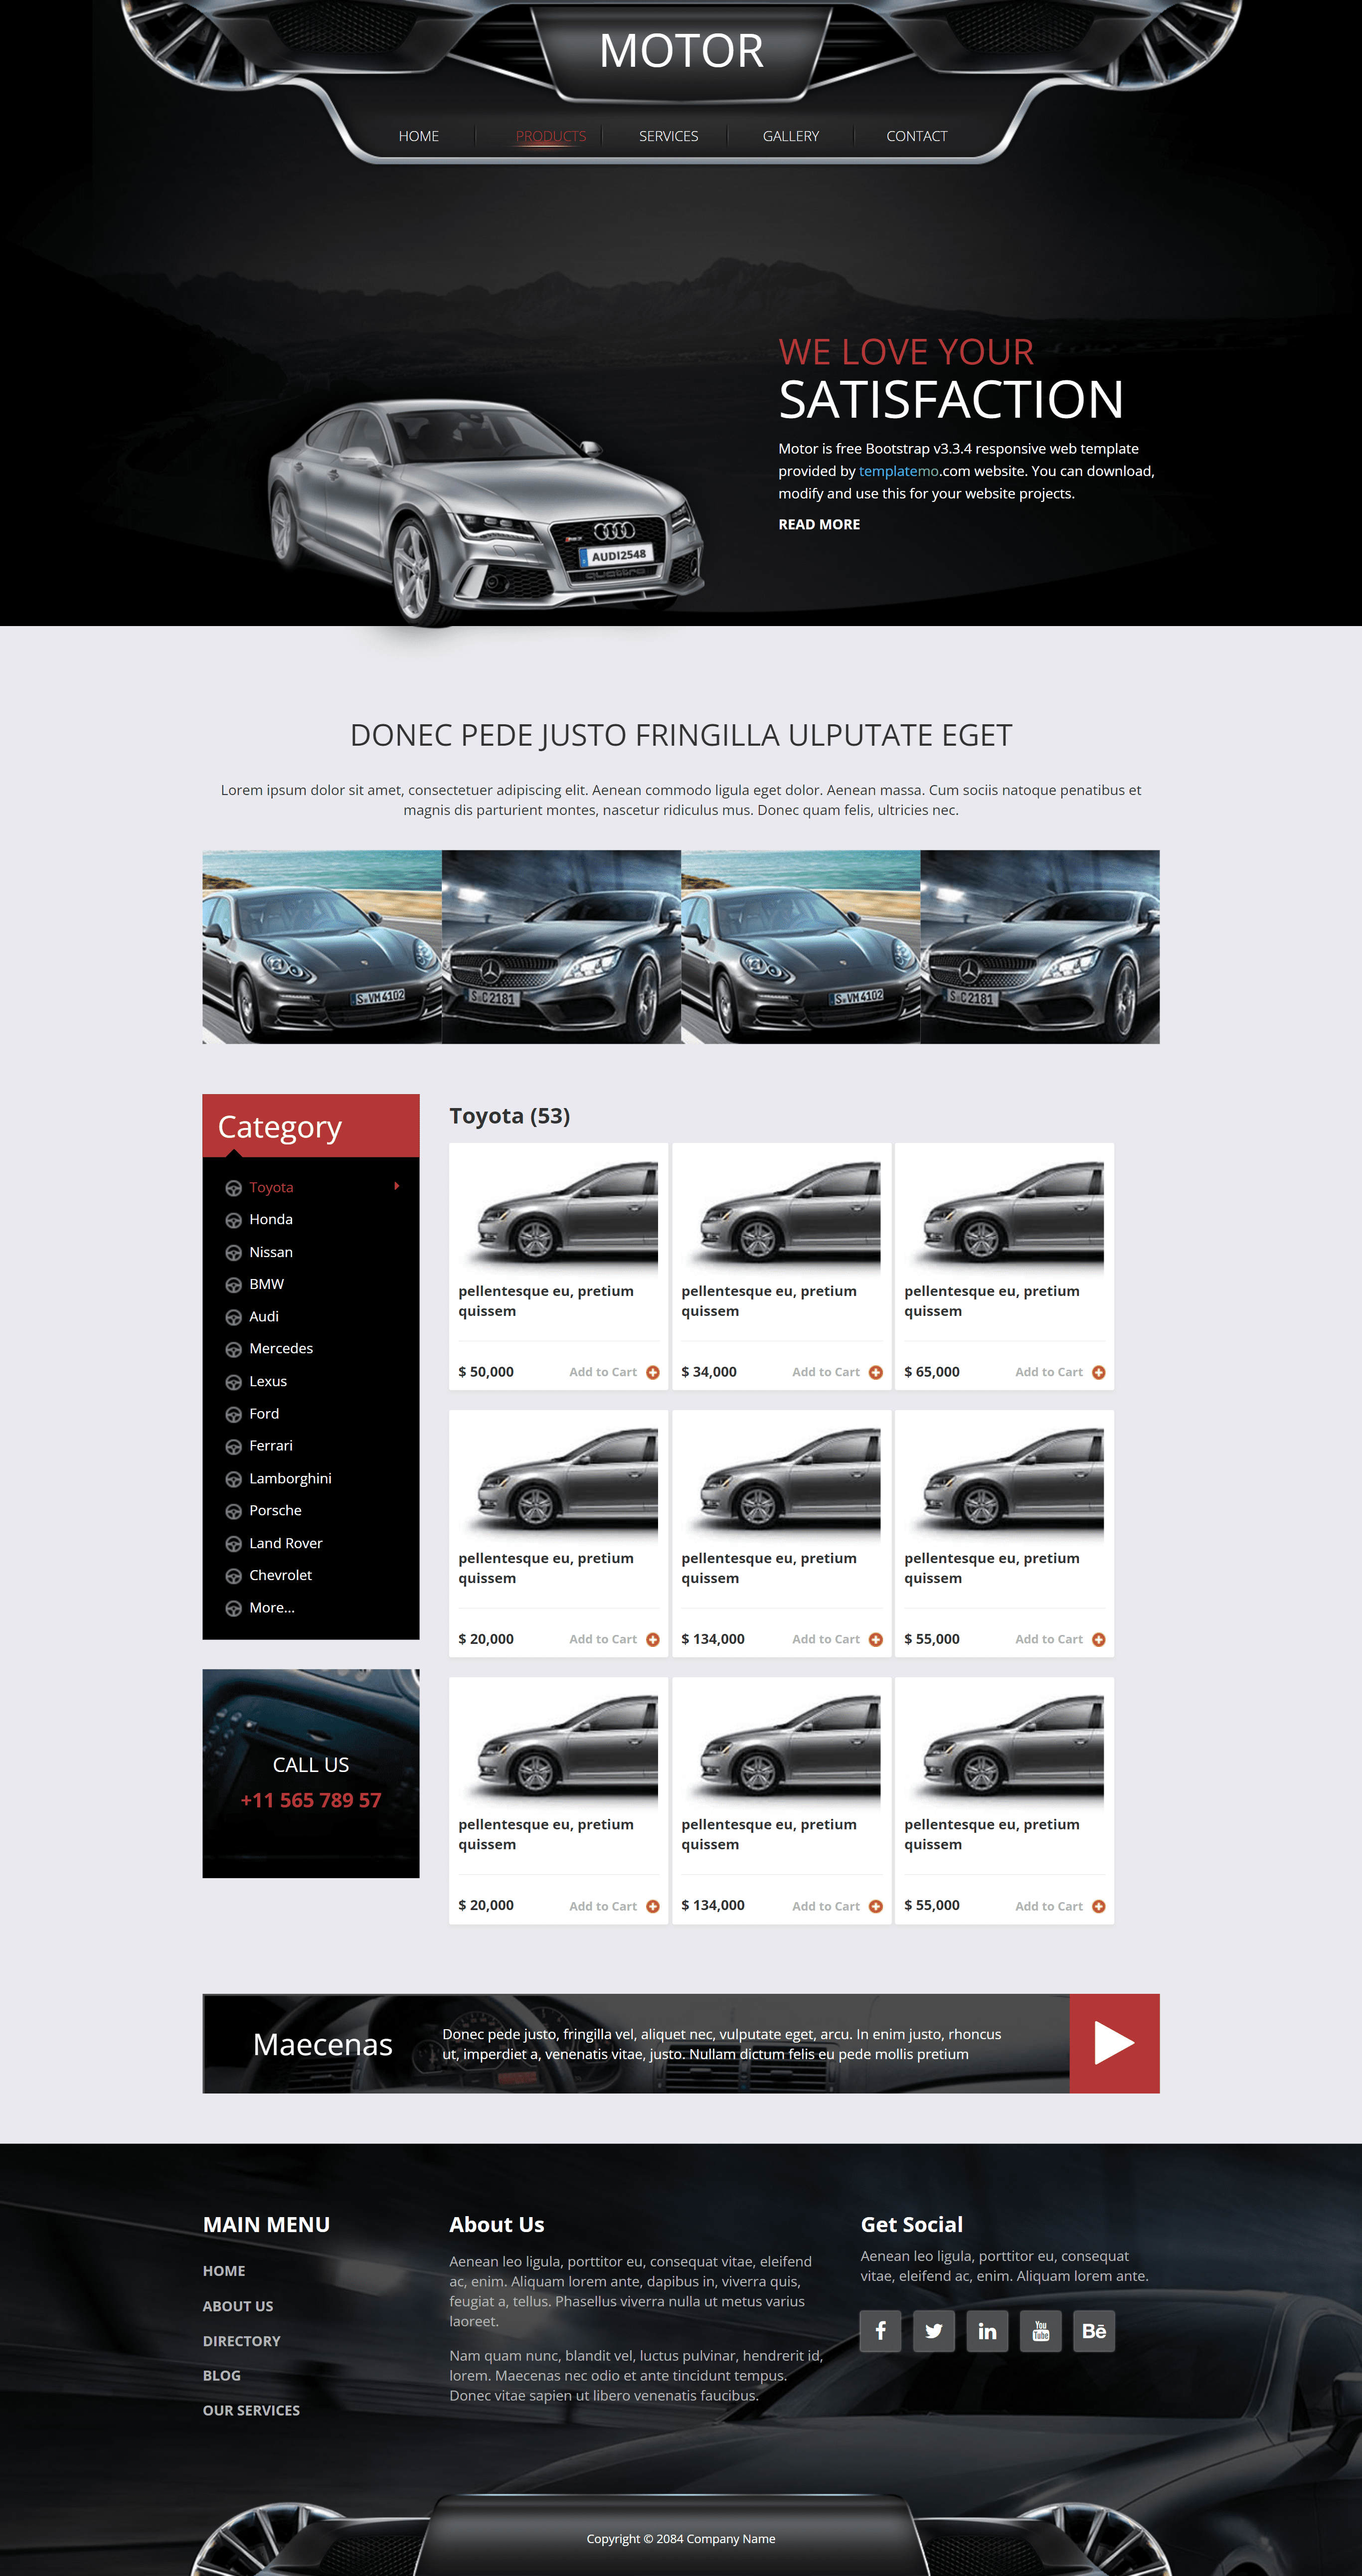 MOTOR
HOME
PRODUCTS
SERVICES
GALLERY
CONTACT
WE LOVE YOUR
SATISFACTION
Motor is free Bootstrap v3.3.4 responsive web template
provided by templatemo.com website. You can download,
modify and use this for your website projects.
READ MORE
AUDI2548
quattro
DONEC PEDE JUSTO FRINGILLA ULPUTATE EGET
Lorem ipsum dolor sit amet, consectetuer adipiscing elit. Aenean commodo ligula eget dolor. Aenean massa. Cum sociis natoque penatibus et
magnis dis parturient montes, nascetur ridiculus mus. Donec quam felis, ultricies nec.
S VM 4102
S C 2181
S VM 4102
S C 2181
Category
Toyota
Honda
Nissan
BMW
Audi
Mercedes
Lexus
Ford
Ferrari
Lamborghini
Porsche
Land Rover
Chevrolet
More...
CALL US
+11 565 789 57
Toyota (53)
pellentesque eu, pretium
quissem
$ 50,000
Add to Cart
pellentesque eu, pretium
quissem
$ 34,000
Add to Cart
pellentesque eu, pretium
quissem
$ 65,000
Add to Cart
pellentesque eu, pretium
quissem
$ 20,000
Add to Cart
pellentesque eu, pretium
quissem
$ 134,000
Add to Cart
pellentesque eu, pretium
quissem
$ 55,000
Add to Cart
pellentesque eu, pretium
quissem
$ 20,000
Add to Cart
pellentesque eu, pretium
quissem
$ 134,000
Add to Cart
pellentesque eu, pretium
quissem
$ 55,000
Add to Cart
Maecenas
Donec pede justo, fringilla vel, aliquet nec, vulputate eget, arcu. In enim justo, rhoncus
ut, imperdiet a, venenatis vitae, justo. Nullam dictum felis eu pede mollis pretium
MAIN MENU
HOME
ABOUT US
DIRECTORY
BLOG
OUR SERVICES
About Us
Aenean leo ligula, porttitor eu, consequat vitae, eleifend
ac, enim. Aliquam lorem ante, dapibus in, viverra quis,
feugiat a, tellus. Phasellus viverra nulla ut metus varius
laoreet.
Nam quam nunc, blandit vel, luctus pulvinar, hendrerit id,
lorem. Maecenas nec odio et ante tincidunt tempus.
Donec vitae sapien ut libero venenatis faucibus.
Get Social
Aenean leo ligula, porttitor eu, consequat
vitae, eleifend ac, enim. Aliquam lorem ante.
You
Tube
Bē
Copyright © 2084 Company Name